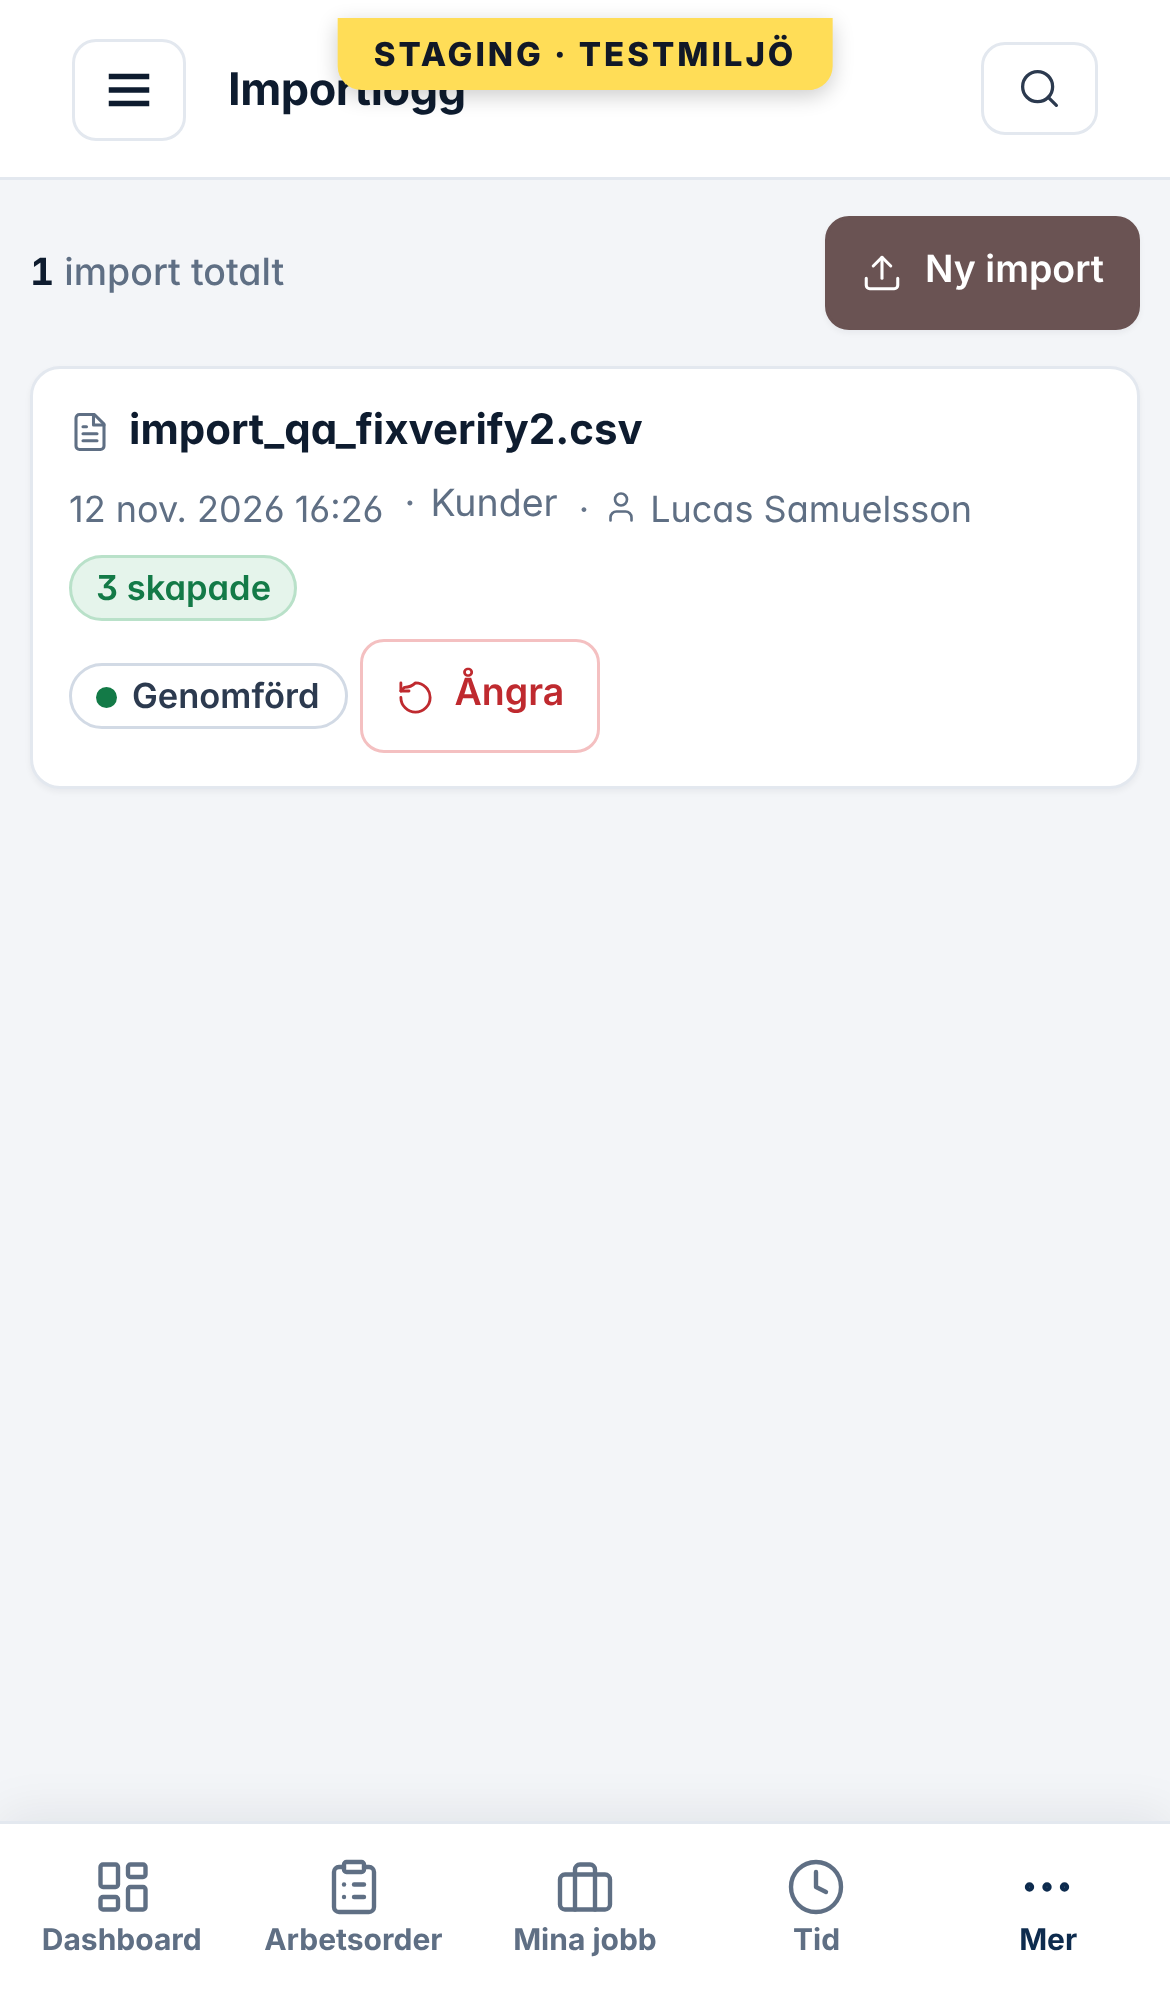 STAGING · TESTMILJÖ
Importlogg
1 import totalt
Ny import
import_qa_fixverify2.csv
12 nov. 2026 16:26 · Kunder · Lucas Samuelsson
3 skapade
Genomförd
Ångra
Dashboard
Arbetsorder
Mina jobb
Tid
Mer